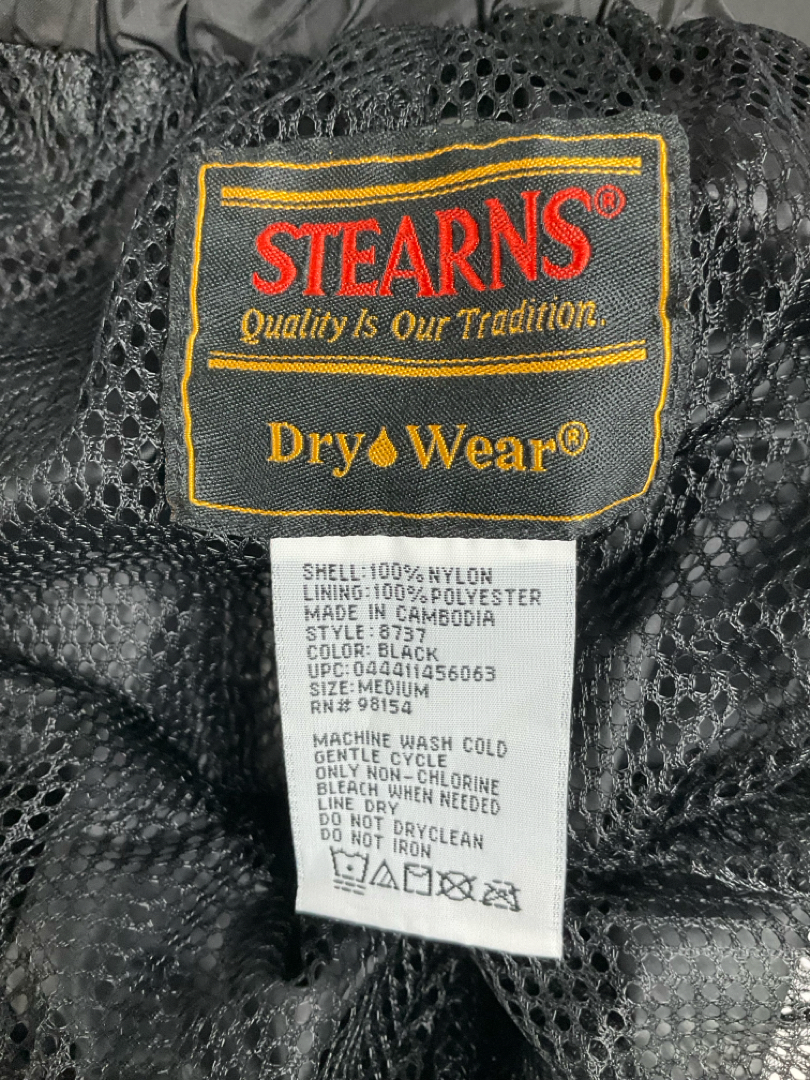 STEARNS®
Quality Is Our Tradition.
Dry Wear®
SHELL:100% NYLON
LINING:100% POLYESTER
MADE IN CAMBODIA
STYLE:8737
COLOR: BLACK
UPC:044411456063
SIZE:MEDIUM
RN# 98154
MACHINE WASH COLD
GENTLE CYCLE
ONLY NON-CHLORINE
BLEACH WHEN NEEDED
LINE DRY
DO NOT DRYCLEAN
DO NOT IRON